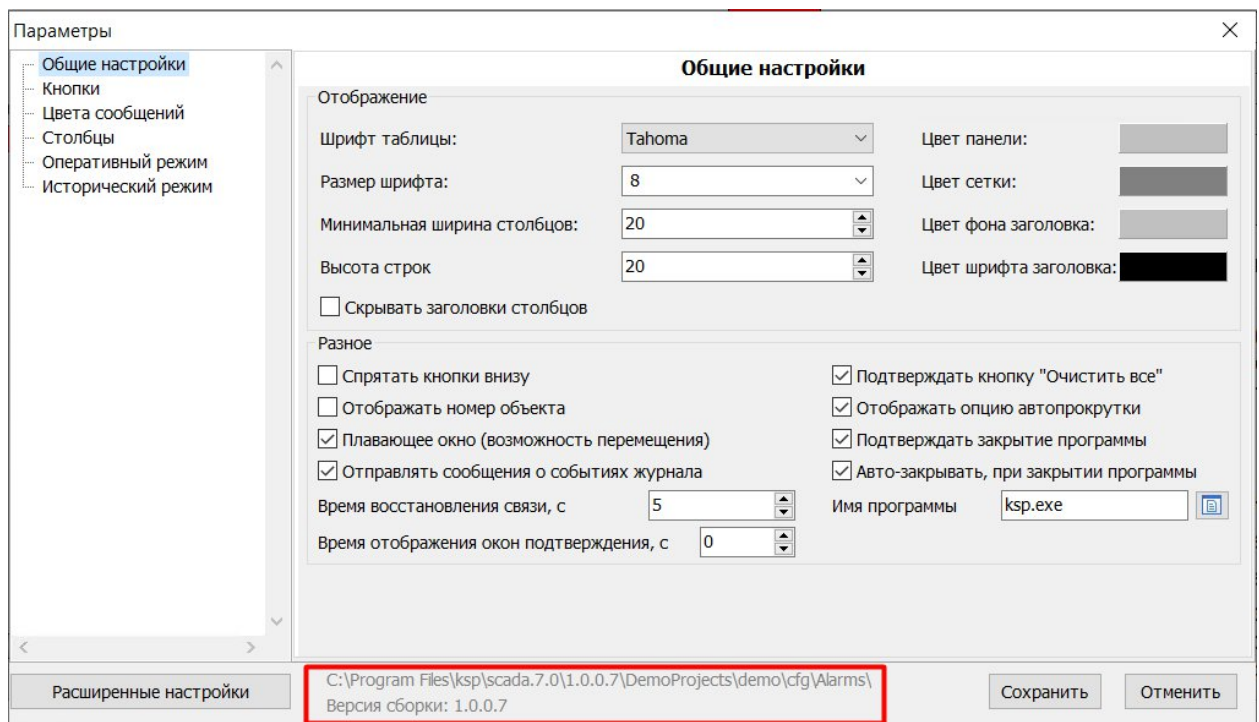 Параметры
Общие настройки
Кнопки
Цвета сообщений
Столбцы
Оперативный режим
Исторический режим
Общие настройки
Отображение
Шрифт таблицы: Tahoma Цвет панели:
Размер шрифта: 8 Цвет сетки:
Минимальная ширина столбцов: 20 Цвет фона заголовка:
Высота строк 20 Цвет шрифта заголовка:
Скрывать заголовки столбцов
Разное
Спрятать кнопки внизу Подтверждать кнопку "Очистить все"
Отображать номер объекта Отображать опцию автопрокрутки
Плавающее окно (возможность перемещения) Подтверждать закрытие программы
Отправлять сообщения о событиях журнала Авто-закрывать, при закрытии программы
Время восстановления связи, с 5 Имя программы ksp.exe
Время отображения окон подтверждения, с 0
Расширенные настройки
C:\Program Files\ksp\scada.7.0\1.0.0.7\DemoProjects\demo\cfg\Alarms\
Версия сборки: 1.0.0.7
Сохранить Отменить